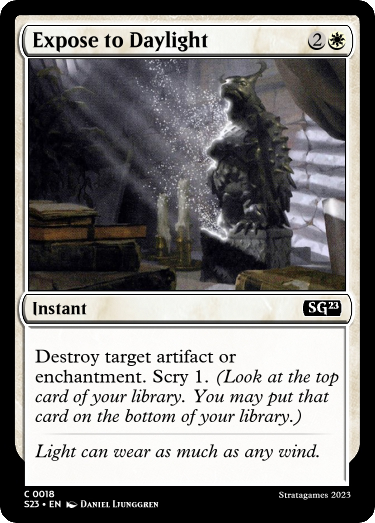 Expose to Daylight 2
Instant SG23
Destroy target artifact or
enchantment. Scry 1. (Look at the top
card of your library. You may put that
card on the bottom of your library.)
Light can wear as much as any wind.
C 0018
S23 • EN Daniel Ljunggren
Stratagames 2023